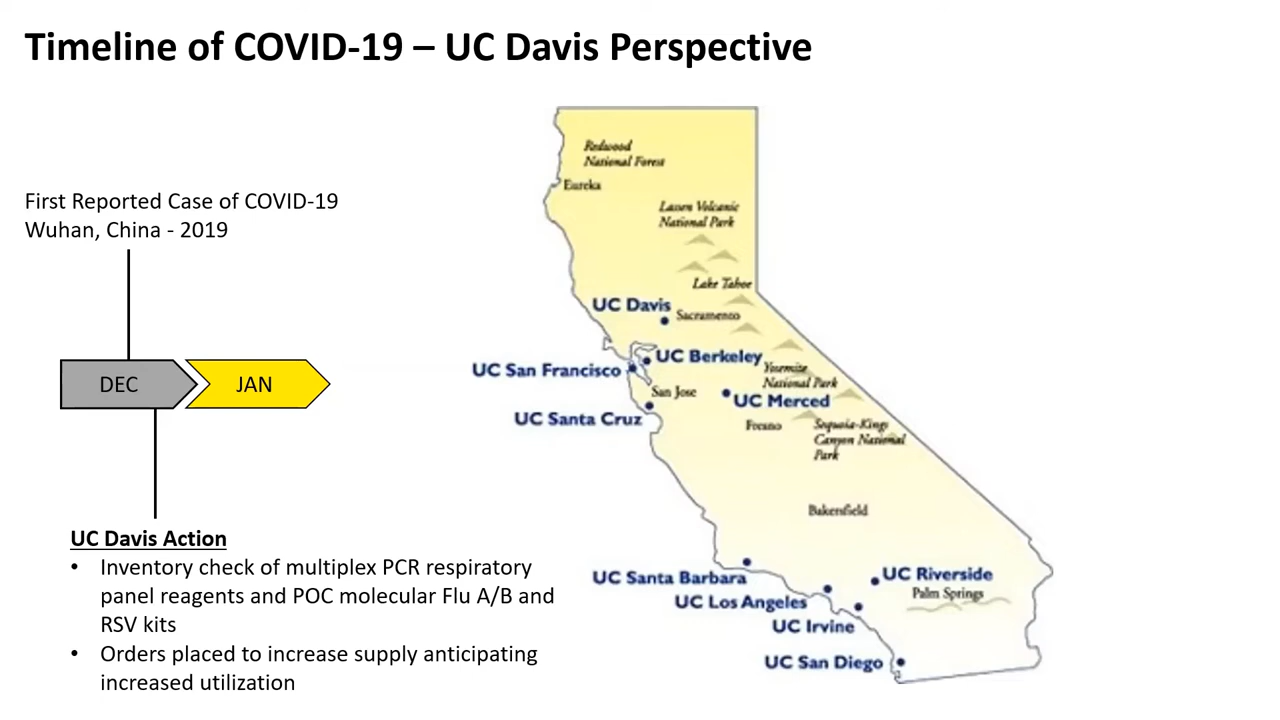 Timeline of COVID-19 – UC Davis Perspective
First Reported Case of COVID-19
Wuhan, China - 2019
DEC
JAN
UC Davis Action
• Inventory check of multiplex PCR respiratory
panel reagents and POC molecular Flu A/B and
RSV kits
• Orders placed to increase supply anticipating
increased utilization
Redwood
National Forest
Eureka
Lassen Volcanic
National Park
Lake Tahoe
UC Davis
Sacramento
UC Berkeley
UC San Francisco
Yosemite
National Park
San Jose
UC Merced
UC Santa Cruz
Fresno
Sequoia-Kings
Canyon National
Park
Bakersfield
UC Santa Barbara
UC Riverside
Palm Springs
UC Los Angeles
UC Irvine
UC San Diego